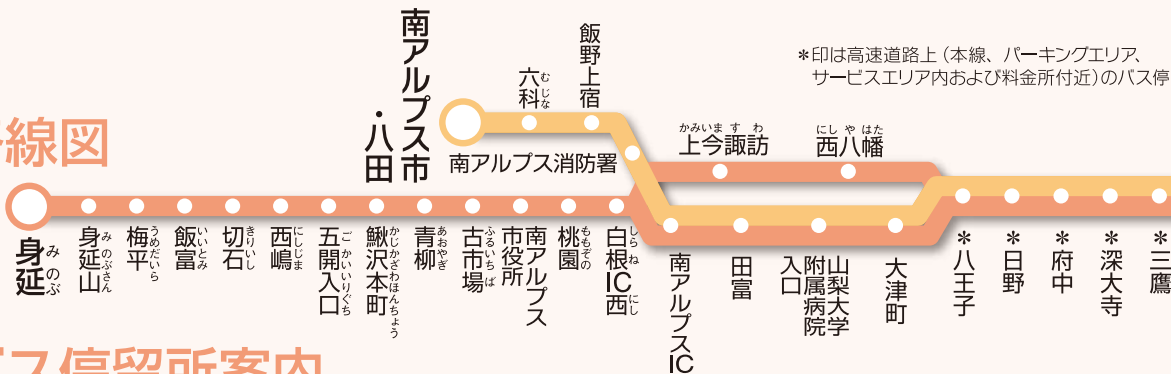 *印は高速道路上(本線、パーキングエリア、
サービスエリア内および料金所付近)のバス停
線図
南アルプス市
・八田
六科
むじな
飯野上宿
南アルプス消防署
かみいますわ
上今諏訪
にしやはた
西八幡
身延
みのぶ
身延山
みのぶさん
梅平
うめだいら
飯富
いいとみ
切石
きりいし
西嶋
にしじま
五開入口
ごかいいりぐち
鰍沢本町
かじかざわほんちょう
青柳
あおやぎ
古市場
ふるいちば
南アルプス
市役所
桃園
ももぞの
白根IC西
しらね にし
南アルプスIC
田富
山梨大学
附属病院
入口
大津町
*八王子
*日野
*府中
*深大寺
*三鷹
ス停留所案内